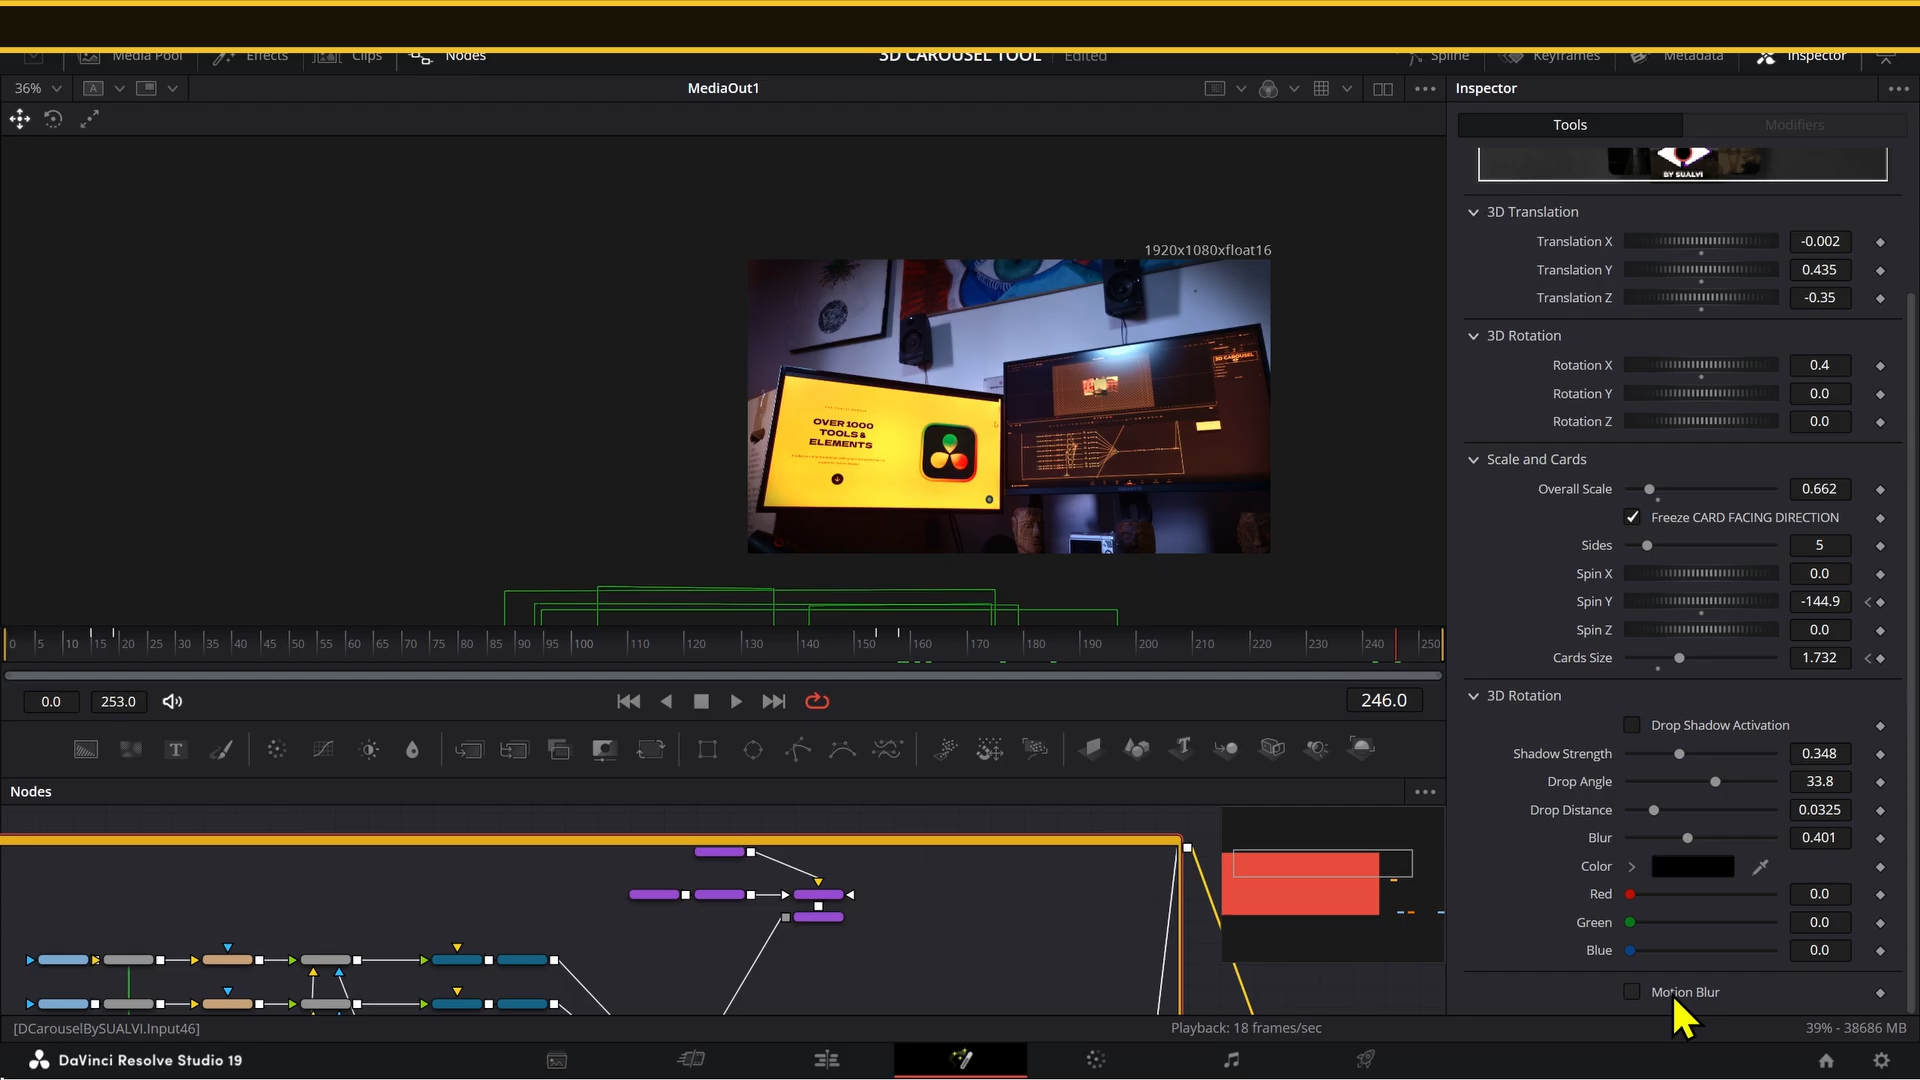 Media Pool
Effects
Clips
Nodes
3D CAROUSEL TOOL
Edited
Spline
Keyframes
Metadata
Inspector
36%
A
MediaOut1
Inspector
Tools
Modifiers
BY SUALVI
1920x1080xfloat16
OVER 1000
TOOLS &
ELEMENTS
3D CAROUSEL
3D Translation
Translation X
-0.002
Translation Y
0.435
Translation Z
-0.35
3D Rotation
Rotation X
0.4
Rotation Y
0.0
Rotation Z
0.0
Scale and Cards
Overall Scale
0.662
Freeze CARD FACING DIRECTION
Sides
5
Spin X
0.0
Spin Y
-144.9
Spin Z
0.0
Cards Size
1.732
3D Rotation
Drop Shadow Activation
Shadow Strength
0.348
Drop Angle
33.8
Drop Distance
0.0325
Blur
0.401
Color
Red
0.0
Green
0.0
Blue
0.0
Motion Blur
0 5 10 15 20 25 30 35 40 45 50 55 60 65 70 75 80 85 90 95 100 110 120 130 140 150 160 170 180 190 200 210 220 230 240 250
0.0
253.0
246.0
T
Nodes
[DCarouselBySUALVI.Input46]
Playback: 18 frames/sec
39% - 38686 MB
DaVinci Resolve Studio 19